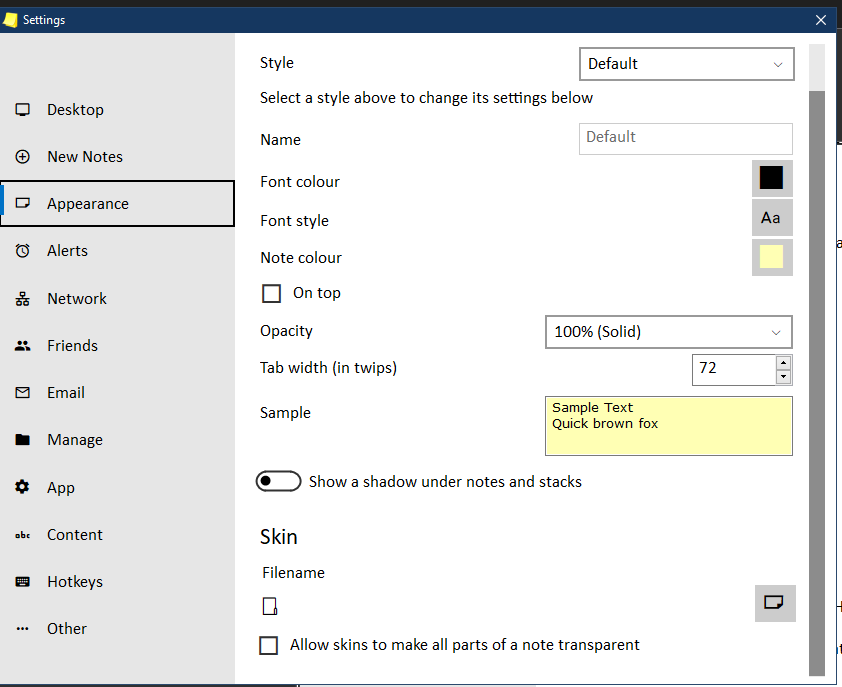 Settings
Desktop
New Notes
Appearance
Alerts
Network
Friends
Email
Manage
App
abc Content
Hotkeys
Other
Style Default
Select a style above to change its settings below
Name Default
Font colour
Font style Aa
Note colour
On top
Opacity 100% (Solid)
Tab width (in twips) 72
Sample
Sample Text
Quick brown fox
Show a shadow under notes and stacks
Skin
Filename
Allow skins to make all parts of a note transparent